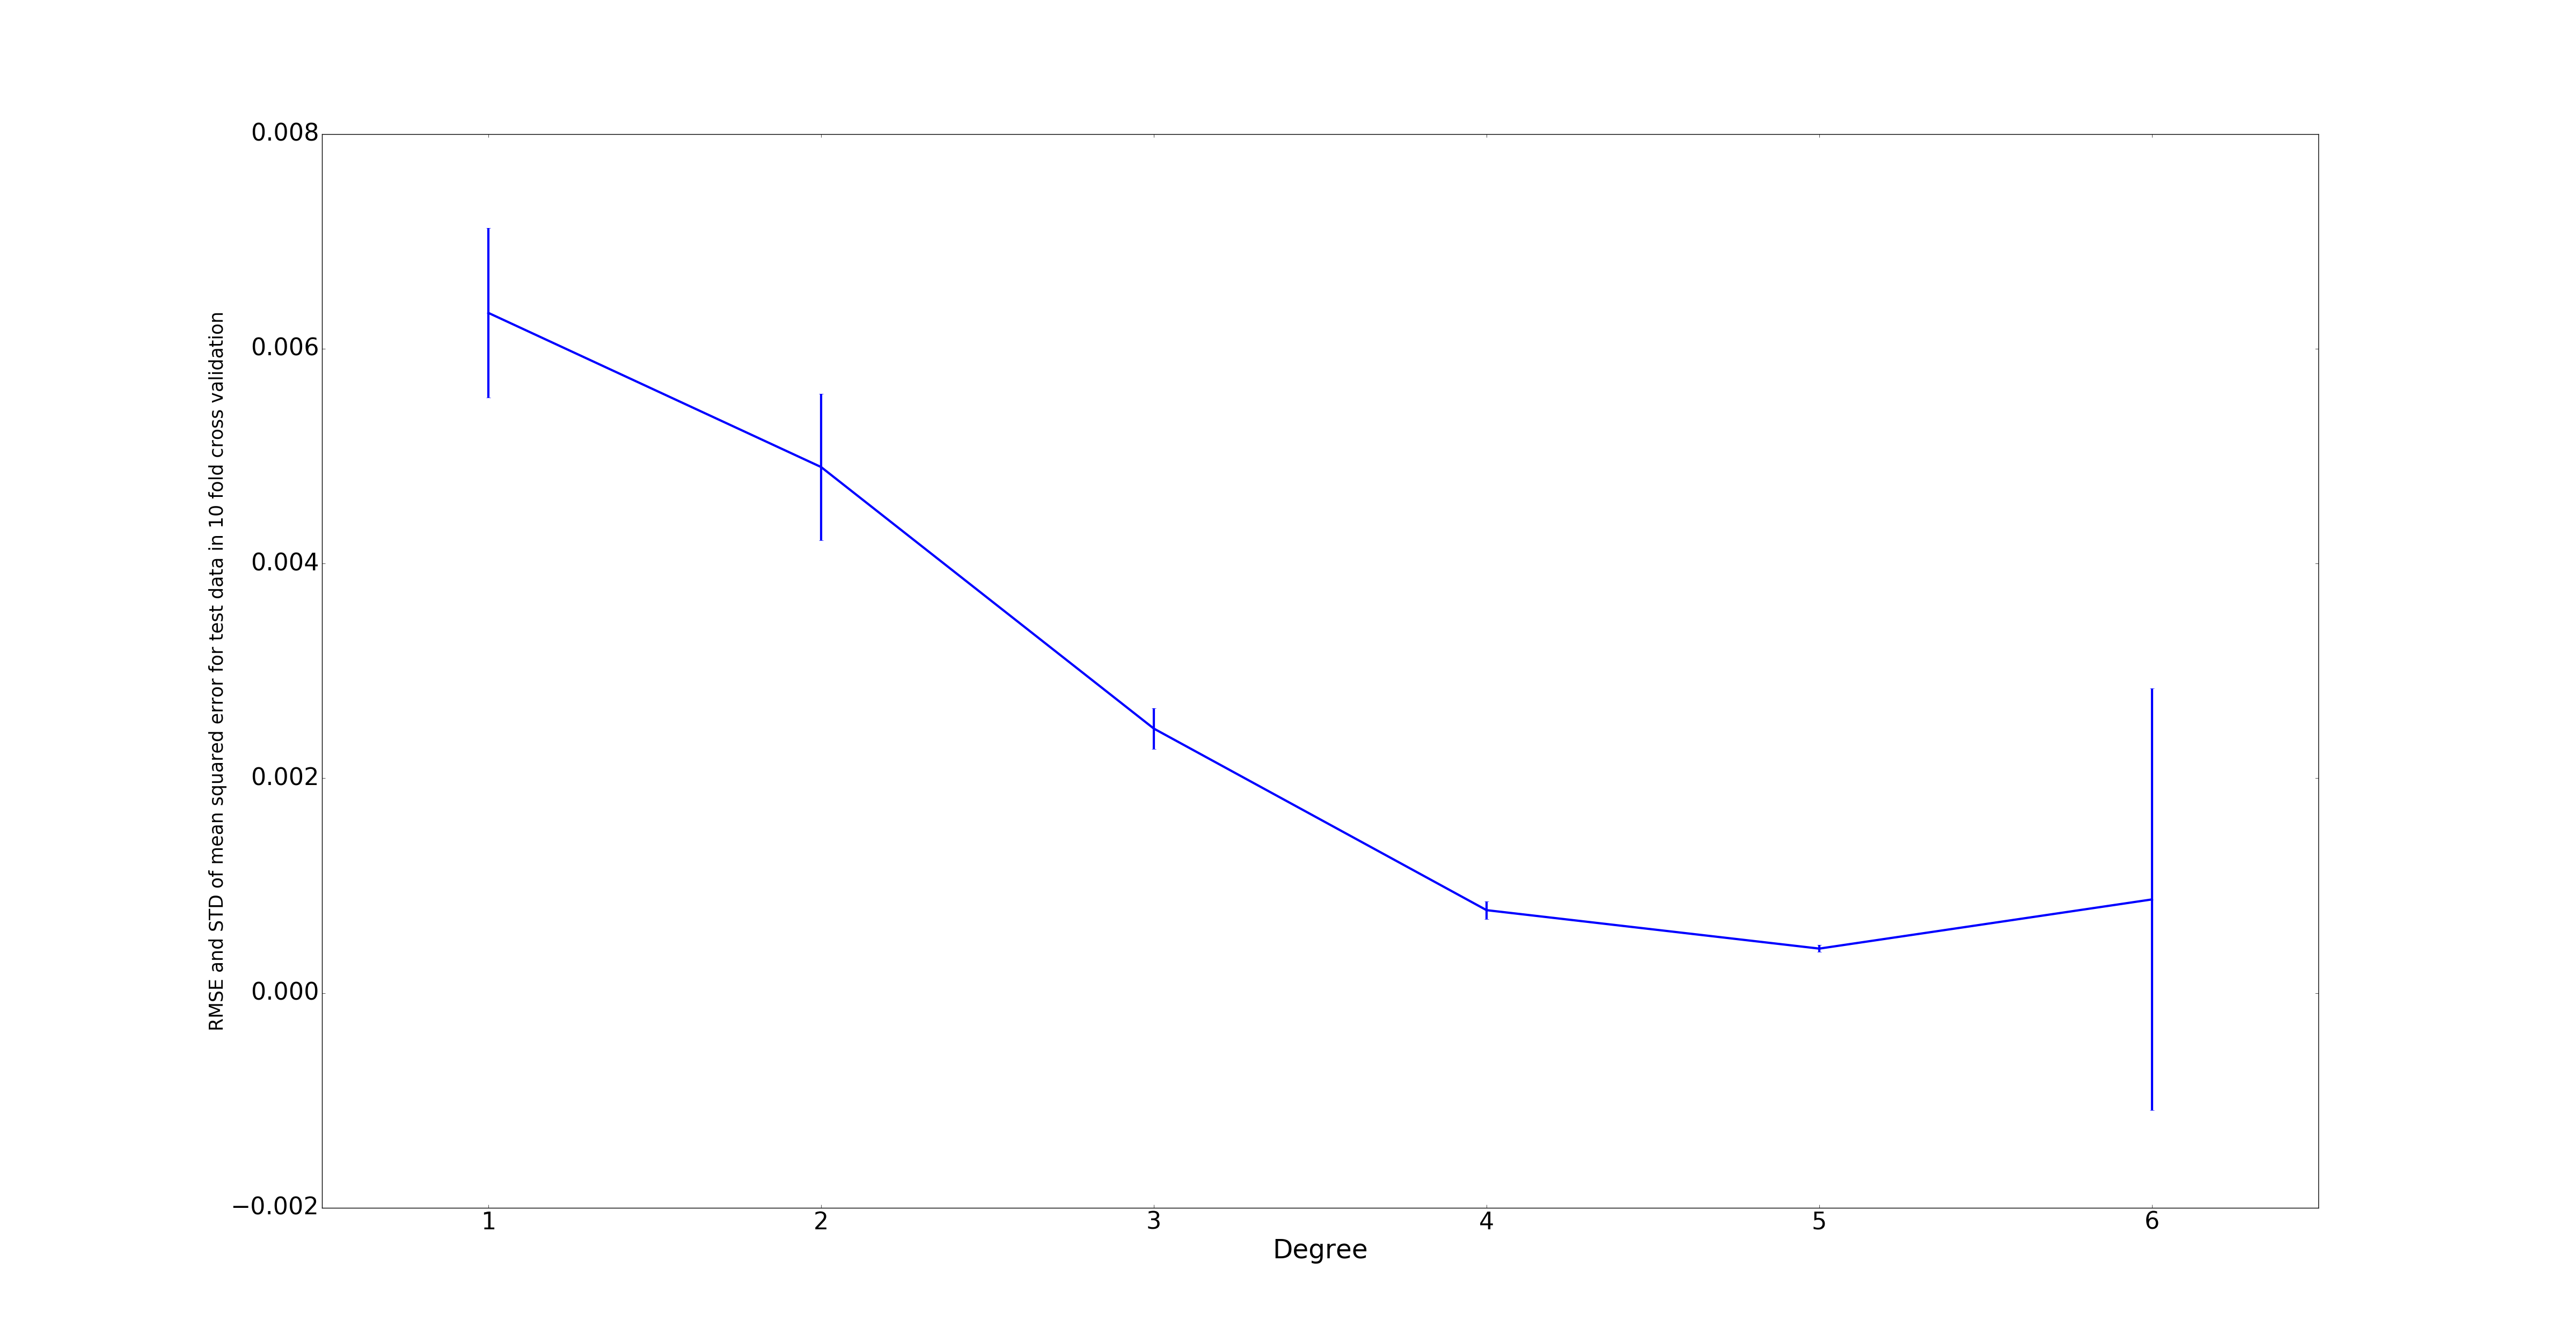 0.008
0.006
0.004
0.002
0.000
−0.002
RMSE and STD of mean squared error for test data in 10 fold cross validation
1 2 3 4 5 6
Degree